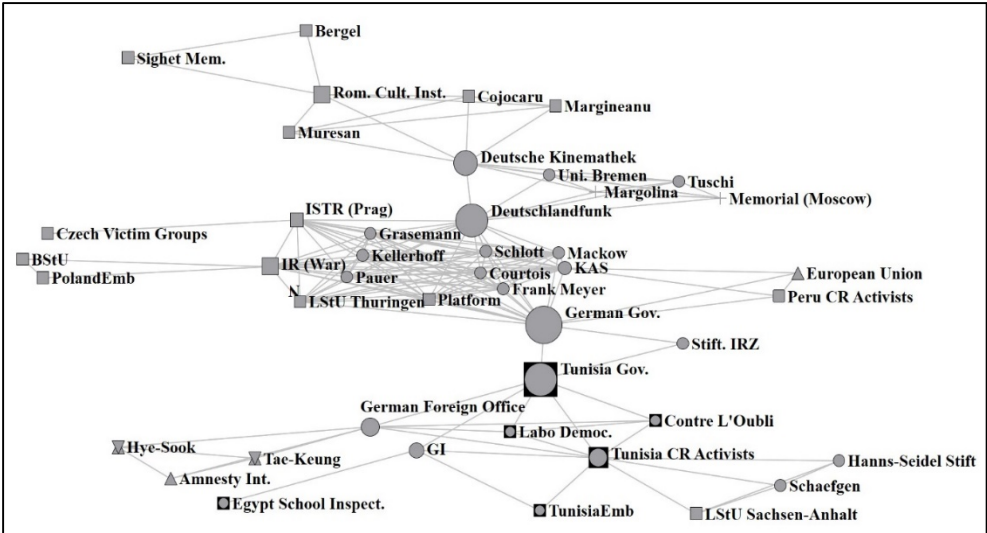 Bergel
Sighet Mem.
Rom. Cult. Inst.
Cojocaru
Margineanu
Muresan
Deutsche Kinemathek
Uni. Bremen
Tuschi
Margolina
Memorial (Moscow)
ISTR (Prag)
Deutschlandfunk
Czech Victim Groups
Grasemann
Schlott
Mackow
BStU
IR (War)
Kellerhoff
KAS
PolandEmb
Pauer
Courtois
European Union
N
Frank Meyer
LStU Thuringen
Platform
Peru CR Activists
German Gov.
Stift. IRZ
Tunisia Gov.
German Foreign Office
Contre L'Oubli
Labo Democ.
Hye-Sook
GI
Tae-Keung
Tunisia CR Activists
Hanns-Seidel Stift
Amnesty Int.
Schaefgen
Egypt School Inspect.
TunisiaEmb
LStU Sachsen-Anhalt